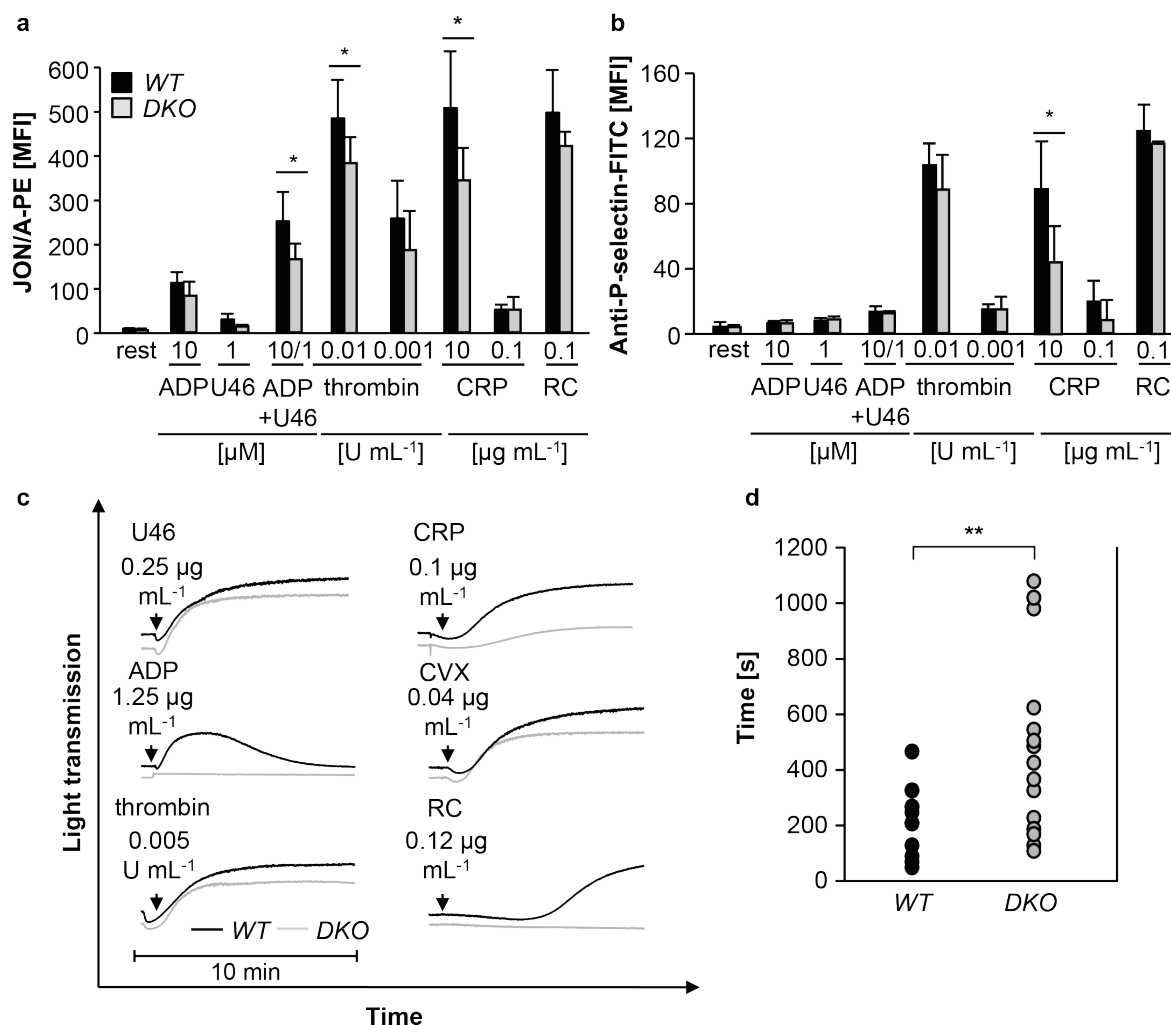 a
JON/A-PE [MFI]
600
500
400
300
200
100
0
WT
DKO
*
*
*
rest 10 1 10/1 0.01 0.001 10 0.1 0.1
ADP U46 ADP thrombin CRP RC
+U46
[µM] [U mL-1] [µg mL-1]
b
Anti-P-selectin-FITC [MFI]
160
120
80
40
0
*
rest 10 1 10/1 0.01 0.001 10 0.1 0.1
ADP U46 ADP thrombin CRP RC
+U46
[µM] [U mL-1] [µg mL-1]
c
Light transmission
U46
0.25 µg
mL-1
CRP
0.1 µg
mL-1
ADP
1.25 µg
mL-1
CVX
0.04 µg
mL-1
thrombin
0.005
U mL-1
RC
0.12 µg
mL-1
WT DKO
10 min
Time
d
Time [s]
**
1200
1000
800
600
400
200
0
WT DKO